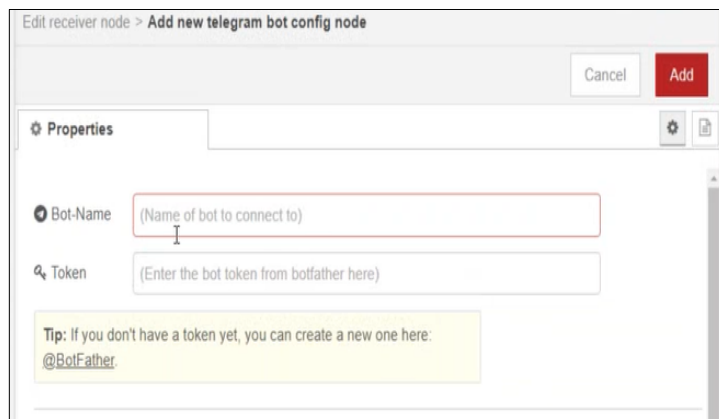 Edit receiver node > Add new telegram bot config node
Cancel
Add
Properties
Bot-Name
(Name of bot to connect to)
Token
(Enter the bot token from botfather here)
Tip: If you don't have a token yet, you can create a new one here:
@BotFather.